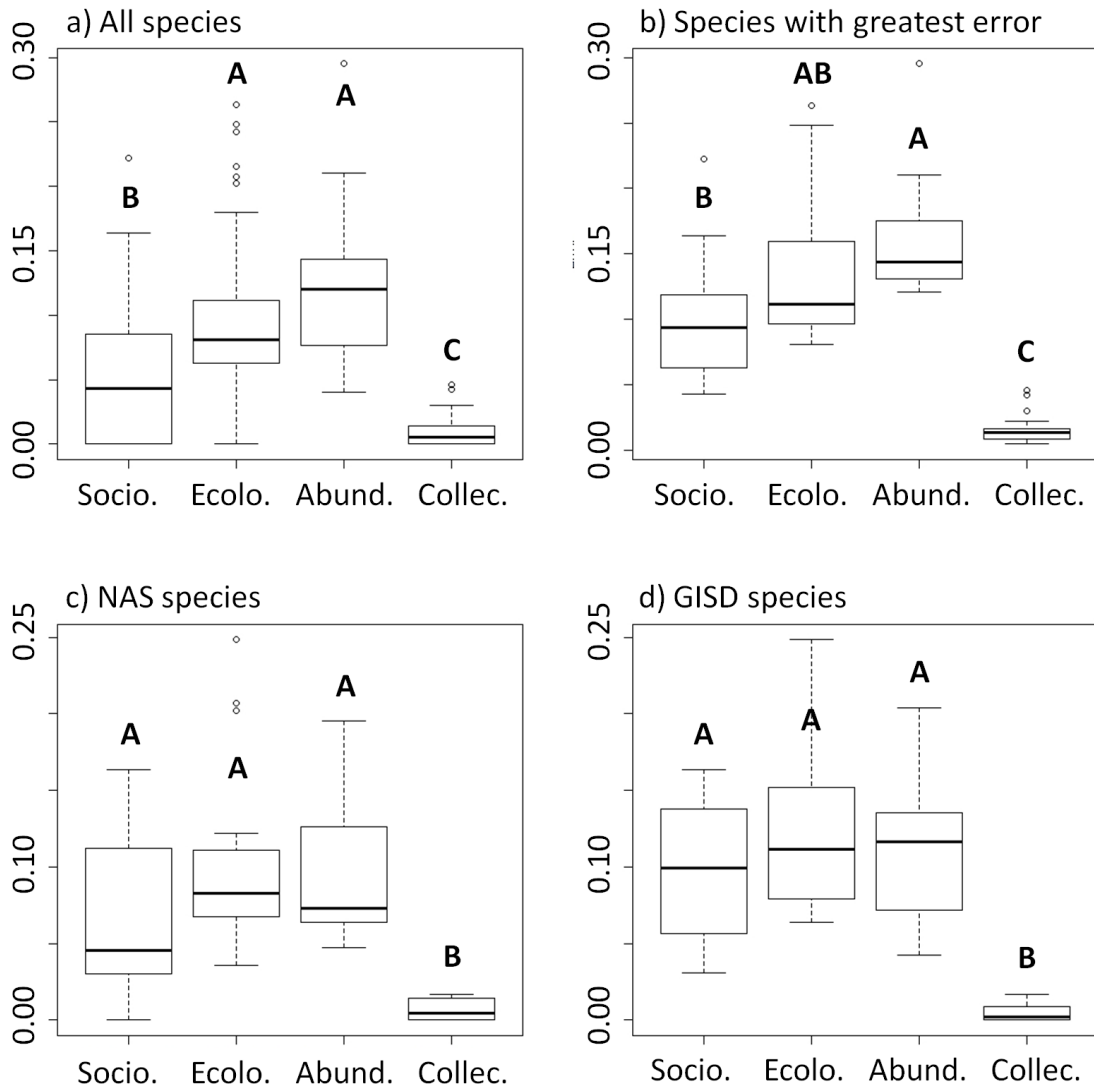 a) All species
0.30
0.15
0.00
B
A
A
C
Socio. Ecolo. Abund. Collec.
b) Species with greatest error
0.30
0.15
0.00
B
AB
A
C
Socio. Ecolo. Abund. Collec.
c) NAS species
0.25
0.10
0.00
A
A
A
B
Socio. Ecolo. Abund. Collec.
d) GISD species
0.25
0.10
0.00
A
A
A
B
Socio. Ecolo. Abund. Collec.